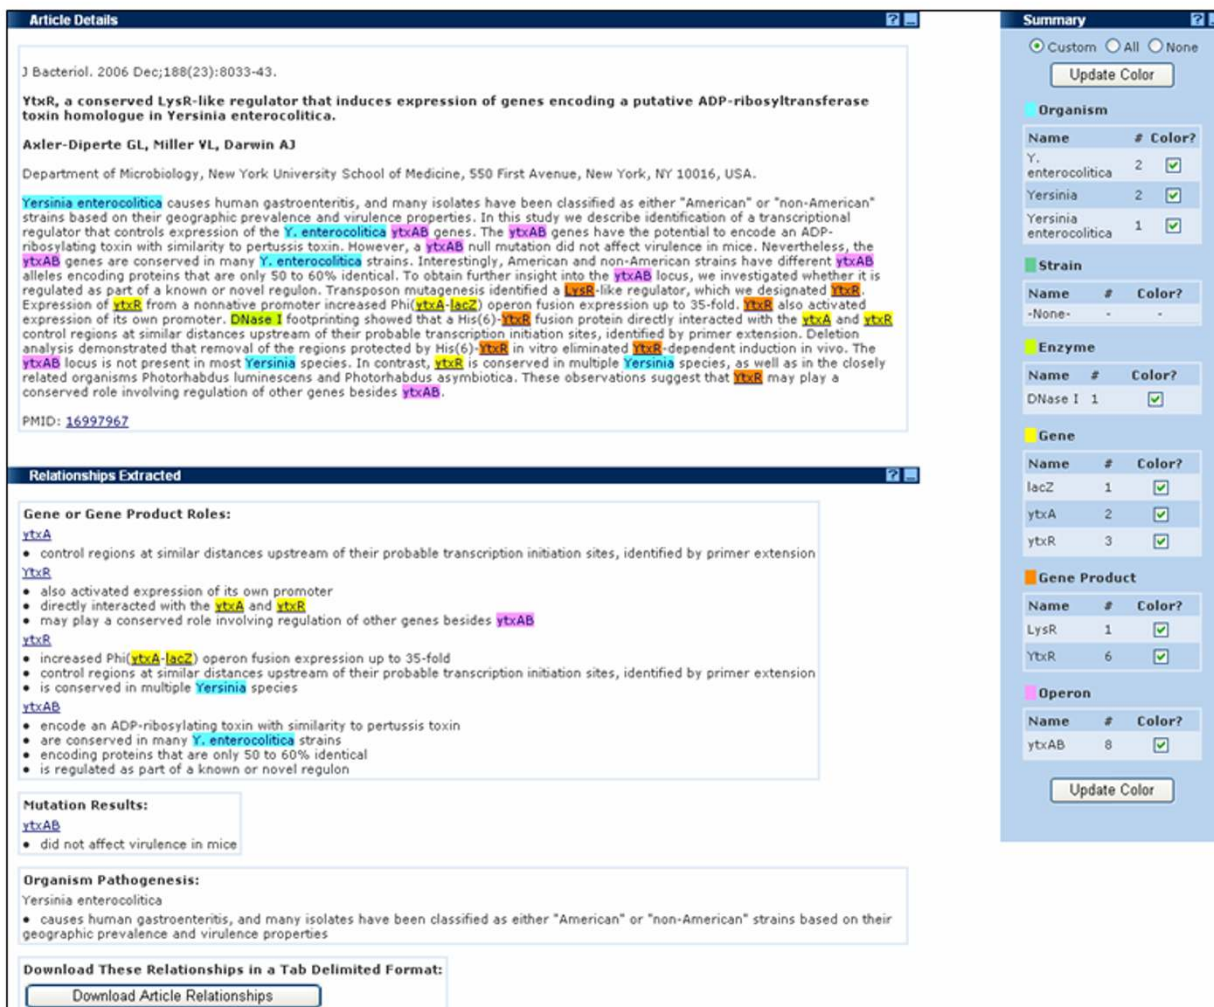 Article Details
J Bacteriol. 2006 Dec;188(23):8033-43.
YtxR, a conserved LysR-like regulator that induces expression of genes encoding a putative ADP-ribosyltransferase
toxin homologue in Yersinia enterocolitica.
Axler-Diperte GL, Miller VL, Darwin AJ
Department of Microbiology, New York University School of Medicine, 550 First Avenue, New York, NY 10016, USA.
Yersinia enterocolitica causes human gastroenteritis, and many isolates have been classified as either "American" or "non-American"
strains based on their geographic prevalence and virulence properties. In this study we describe identification of a transcriptional
regulator that controls expression of the Y. enterocolitica ytxAB genes. The ytxAB genes have the potential to encode an ADP-
ribosylating toxin with similarity to pertussis toxin. However, a ytxAB null mutation did not affect virulence in mice. Nevertheless, the
ytxAB genes are conserved in many Y. enterocolitica strains. Interestingly, American and non-American strains have different ytxAB
alleles encoding proteins that are only 50 to 60% identical. To obtain further insight into the ytxAB locus, we investigated whether it is
regulated as part of a known or novel regulon. Transposon mutagenesis identified a LysR-like regulator, which we designated YtxR.
Expression of ytxR from a nonnative promoter increased Phi(ytxA-lacZ) operon fusion expression up to 35-fold. YtxR also activated
expression of its own promoter. DNase I footprinting showed that a His(6)-YtxR fusion protein directly interacted with the ytxA and ytxR
control regions at similar distances upstream of their probable transcription initiation sites, identified by primer extension. Deletion
analysis demonstrated that removal of the regions protected by His(6)-YtxR in vitro eliminated YtxR-dependent induction in vivo. The
ytxAB locus is not present in most Yersinia species. In contrast, ytxR is conserved in multiple Yersinia species, as well as in the closely
related organisms Photorhabdus luminescens and Photorhabdus asymbiotica. These observations suggest that YtxR may play a
conserved role involving regulation of other genes besides ytxAB.
PMID: 16997967
Relationships Extracted
Gene or Gene Product Roles:
ytxA
• control regions at similar distances upstream of their probable transcription initiation sites, identified by primer extension
YtxR
• also activated expression of its own promoter
• directly interacted with the ytxA and ytxR
• may play a conserved role involving regulation of other genes besides ytxAB
ytxR
• increased Phi(ytxA-lacZ) operon fusion expression up to 35-fold
• control regions at similar distances upstream of their probable transcription initiation sites, identified by primer extension
• is conserved in multiple Yersinia species
ytxAB
• encode an ADP-ribosylating toxin with similarity to pertussis toxin
• are conserved in many Y. enterocolitica strains
• encoding proteins that are only 50 to 60% identical
• is regulated as part of a known or novel regulon
Mutation Results:
ytxAB
• did not affect virulence in mice
Organism Pathogenesis:
Yersinia enterocolitica
• causes human gastroenteritis, and many isolates have been classified as either "American" or "non-American" strains based on their
geographic prevalence and virulence properties
Download These Relationships in a Tab Delimited Format:
Download Article Relationships
Summary
Custom All None
Update Color
Organism
Name # Color?
Y.
enterocolitica 2
Yersinia 2
Yersinia
enterocolitica 1
Strain
Name # Color?
-None- - -
Enzyme
Name # Color?
DNase I 1
Gene
Name # Color?
lacZ 1
ytxA 2
ytxR 3
Gene Product
Name # Color?
LysR 1
YtxR 6
Operon
Name # Color?
ytxAB 8
Update Color